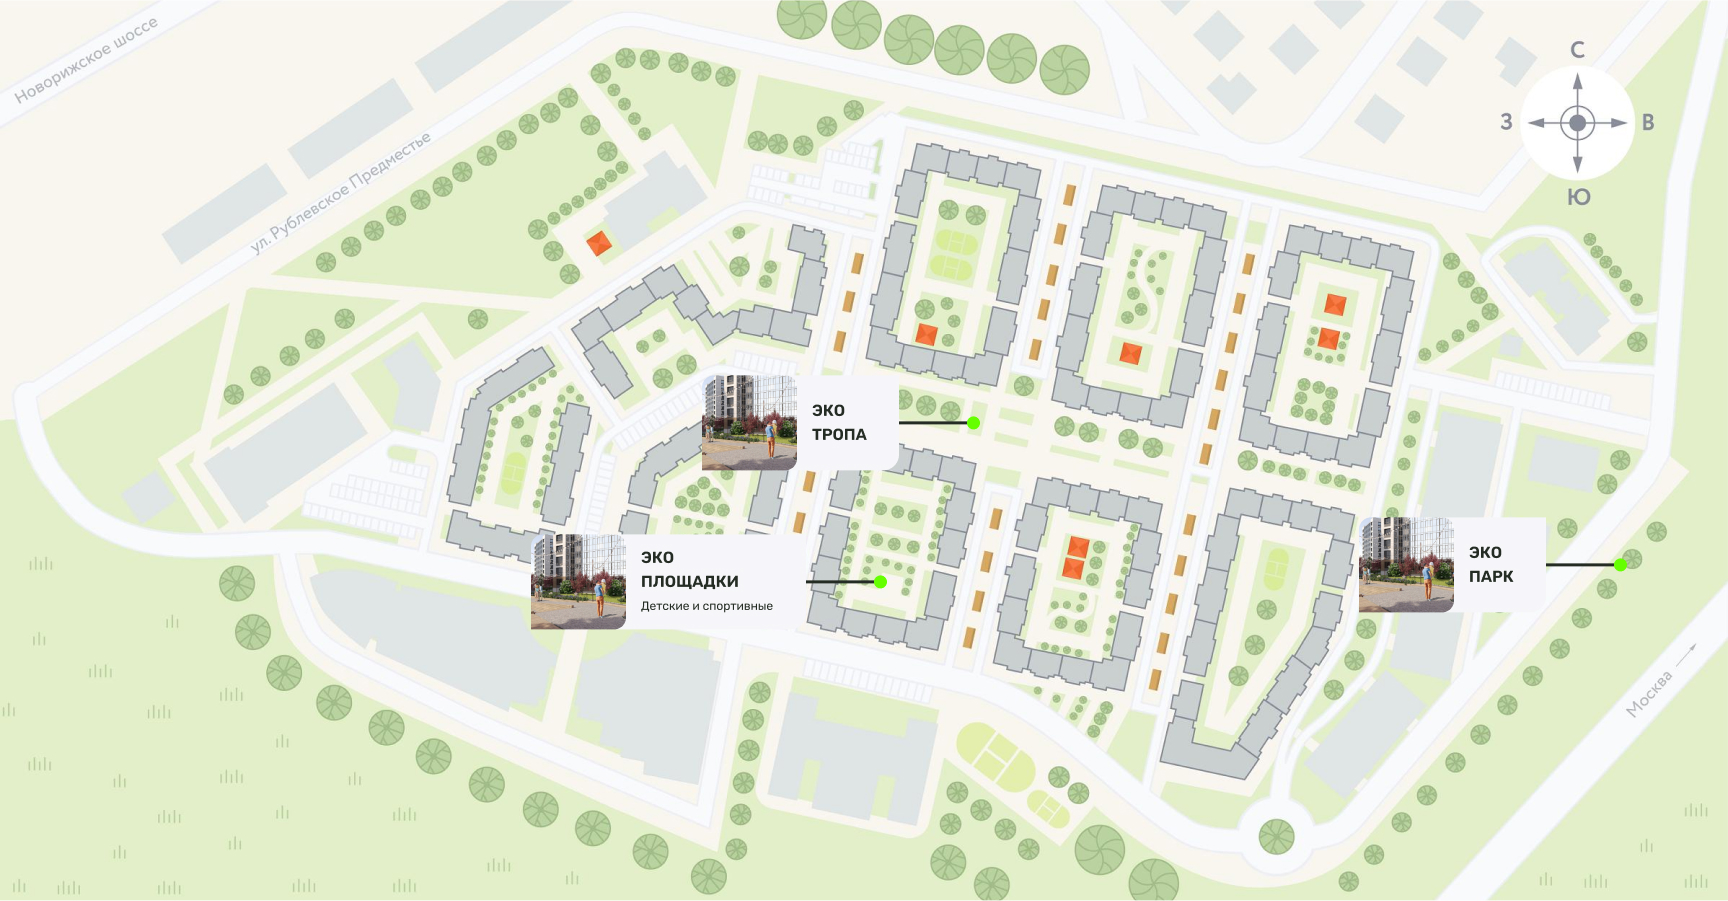 Новорижское шоссе
ул. Рублевское Предместье
С
З
В
Ю
ЭКО
ТРОПА
ЭКО
ПЛОЩАДКИ
Детские и спортивные
ЭКО
ПАРК
Москва